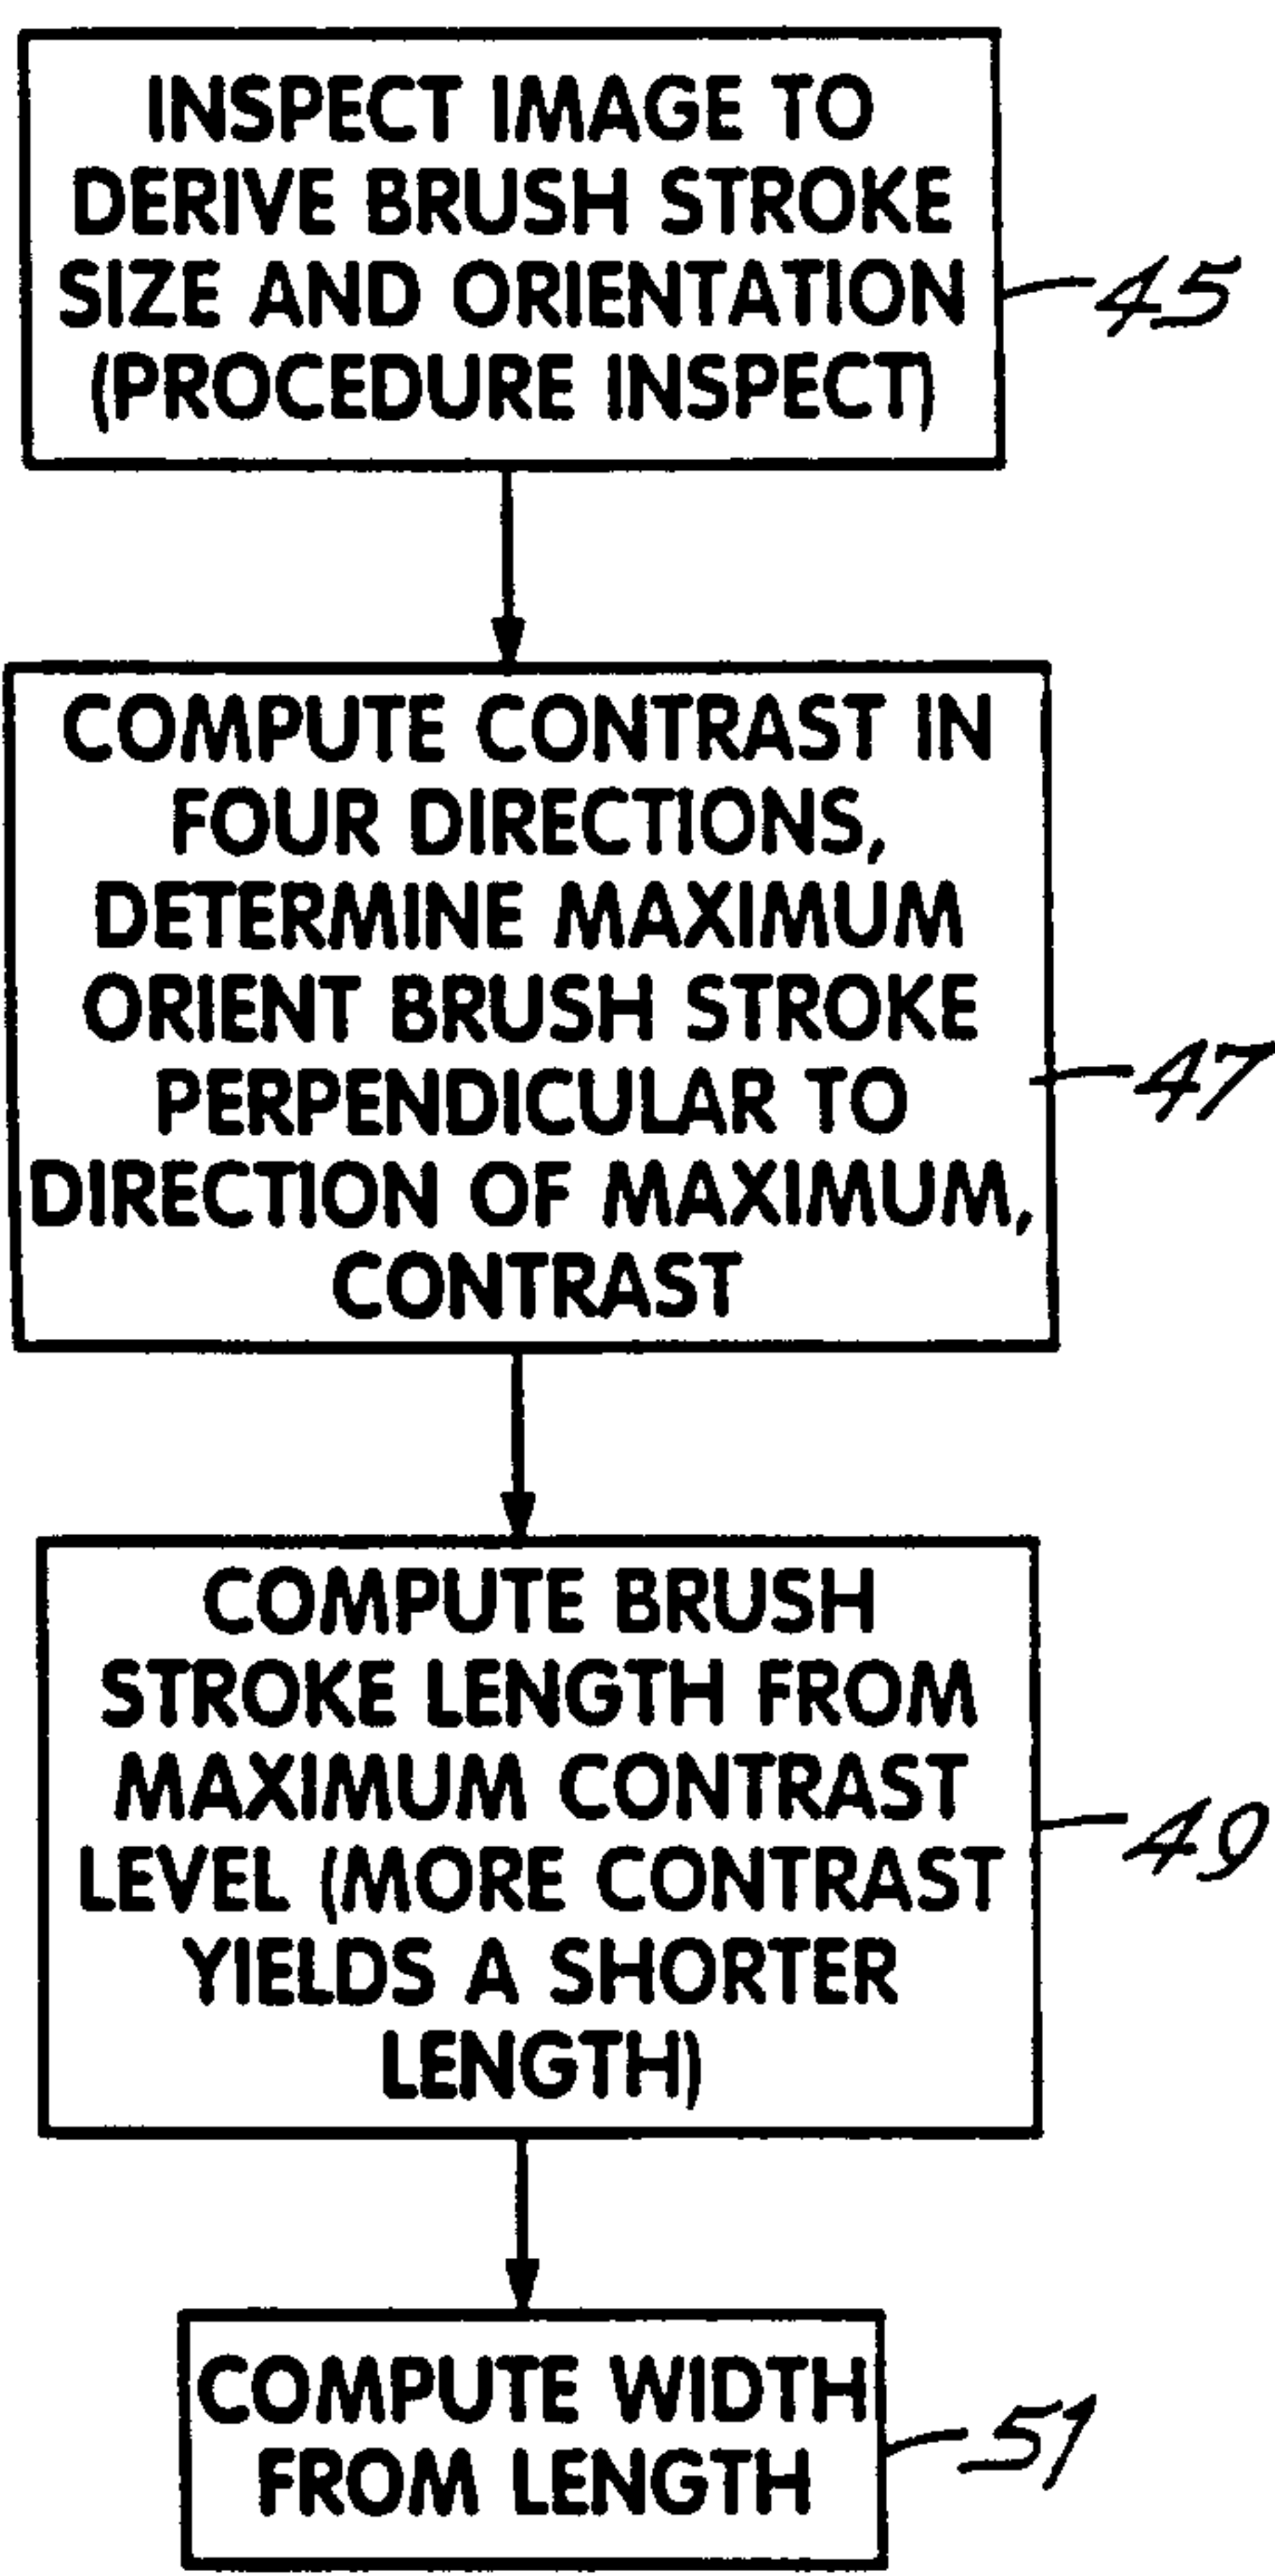 INSPECT IMAGE TO
DERIVE BRUSH STROKE
SIZE AND ORIENTATION
(PROCEDURE INSPECT)
45
COMPUTE CONTRAST IN
FOUR DIRECTIONS,
DETERMINE MAXIMUM
ORIENT BRUSH STROKE
PERPENDICULAR TO
DIRECTION OF MAXIMUM,
CONTRAST
47
COMPUTE BRUSH
STROKE LENGTH FROM
MAXIMUM CONTRAST
LEVEL (MORE CONTRAST
YIELDS A SHORTER
LENGTH)
49
COMPUTE WIDTH
FROM LENGTH
51